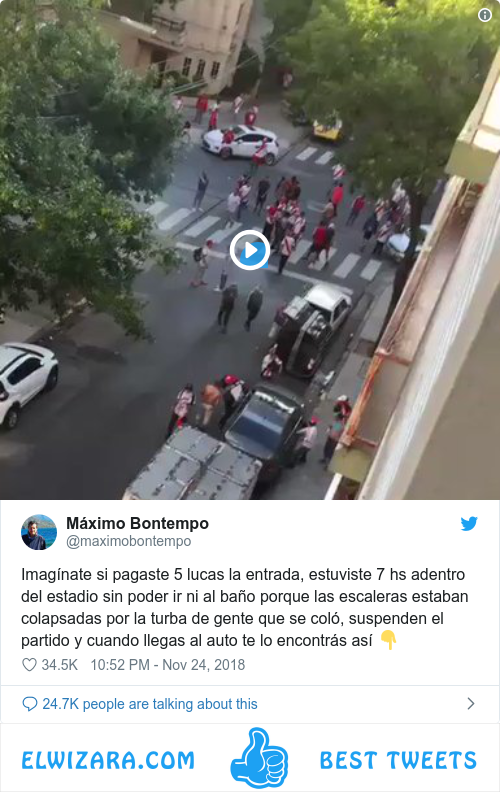 Máximo Bontempo
@maximobontempo
Imagínate si pagaste 5 lucas la entrada, estuviste 7 hs adentro
del estadio sin poder ir ni al baño porque las escaleras estaban
colapsadas por la turba de gente que se coló, suspenden el
partido y cuando llegas al auto te lo encontrás así 👇
34.5K 10:52 PM - Nov 24, 2018
24.7K people are talking about this
ELWIZARA.COM BEST TWEETS